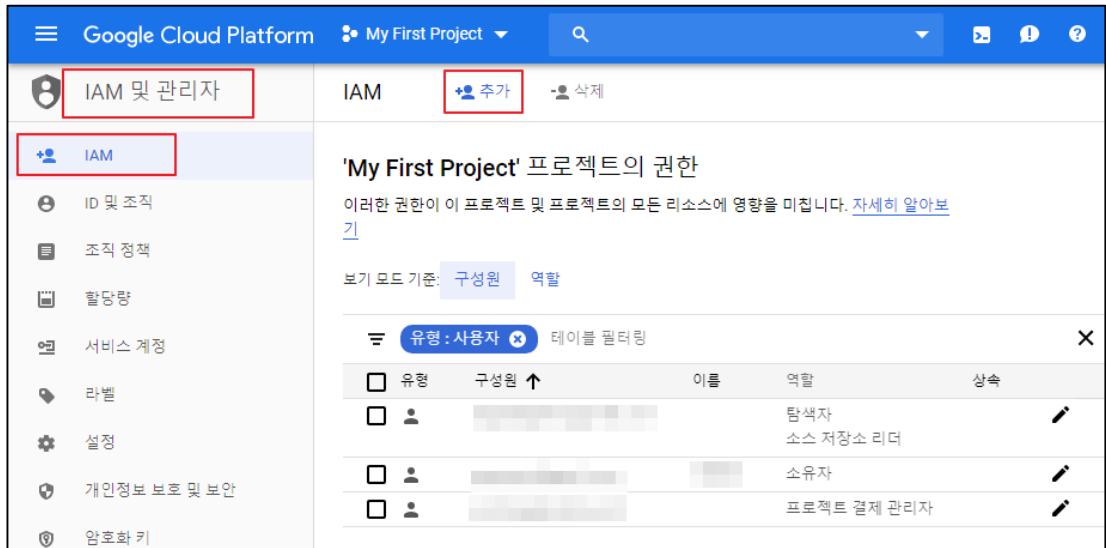 Google Cloud Platform My First Project
IAM 및 관리자
IAM 추가 삭제
IAM
ID 및 조직
조직 정책
할당량
서비스 계정
라벨
설정
개인정보 보호 및 보안
암호화 키
'My First Project' 프로젝트의 권한
이러한 권한이 이 프로젝트 및 프로젝트의 모든 리소스에 영향을 미칩니다. 자세히 알아보
기
보기 모드 기준: 구성원 역할
유형 : 사용자 테이블 필터링
유형 구성원 이름 역할 상속
탐색자
소스 저장소 리더
소유자
프로젝트 결제 관리자